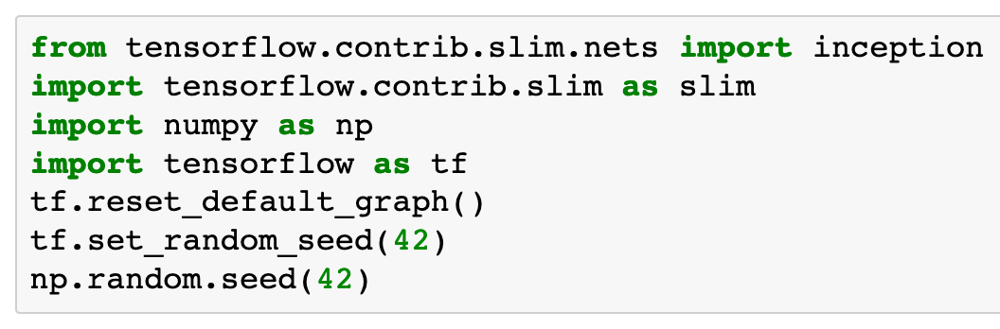 from tensorflow.contrib.slim.nets import inception
import tensorflow.contrib.slim as slim
import numpy as np
import tensorflow as tf
tf.reset_default_graph()
tf.set_random_seed(42)
np.random.seed(42)